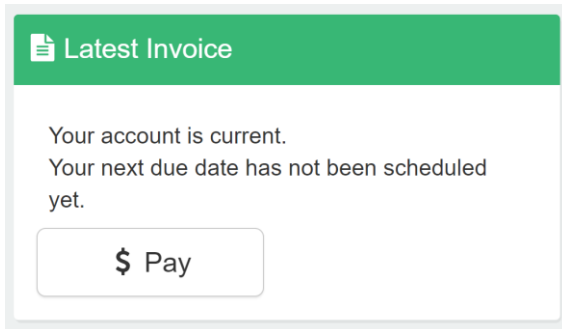 Latest Invoice
Your account is current.
Your next due date has not been scheduled
yet.
$ Pay